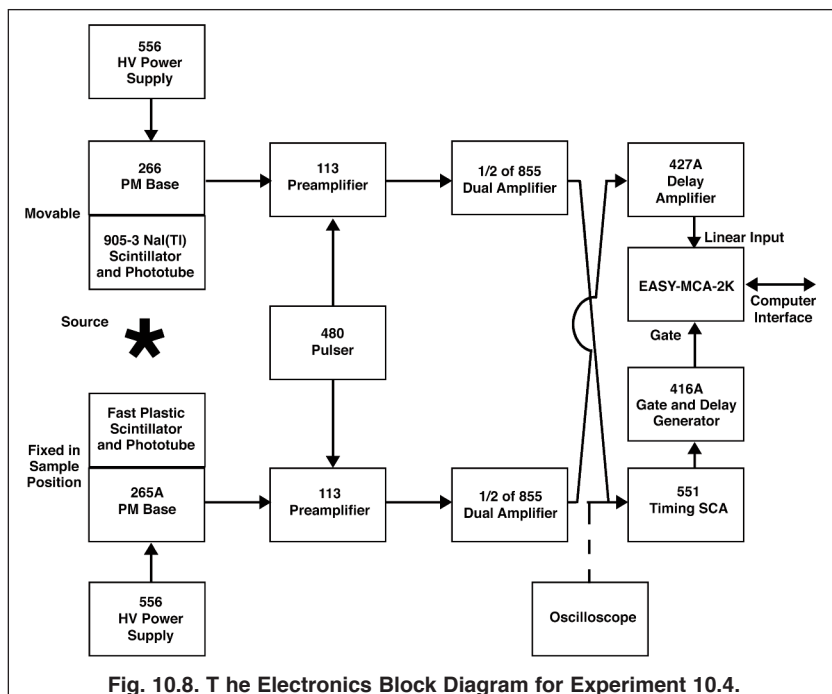 556
HV Power
Supply
266
PM Base
Movable
905-3 NaI(Tl)
Scintillator
and Phototube
113
Preamplifier
1/2 of 855
Dual Amplifier
427A
Delay
Amplifier
Linear Input
EASY-MCA-2K
Computer
Interface
Source
480
Pulser
Gate
416A
Gate and Delay
Generator
Fast Plastic
Scintillator
and Phototube
Fixed in
Sample
Position
265A
PM Base
113
Preamplifier
1/2 of 855
Dual Amplifier
551
Timing SCA
556
HV Power
Supply
Oscilloscope
Fig. 10.8. T he Electronics Block Diagram for Experiment 10.4.